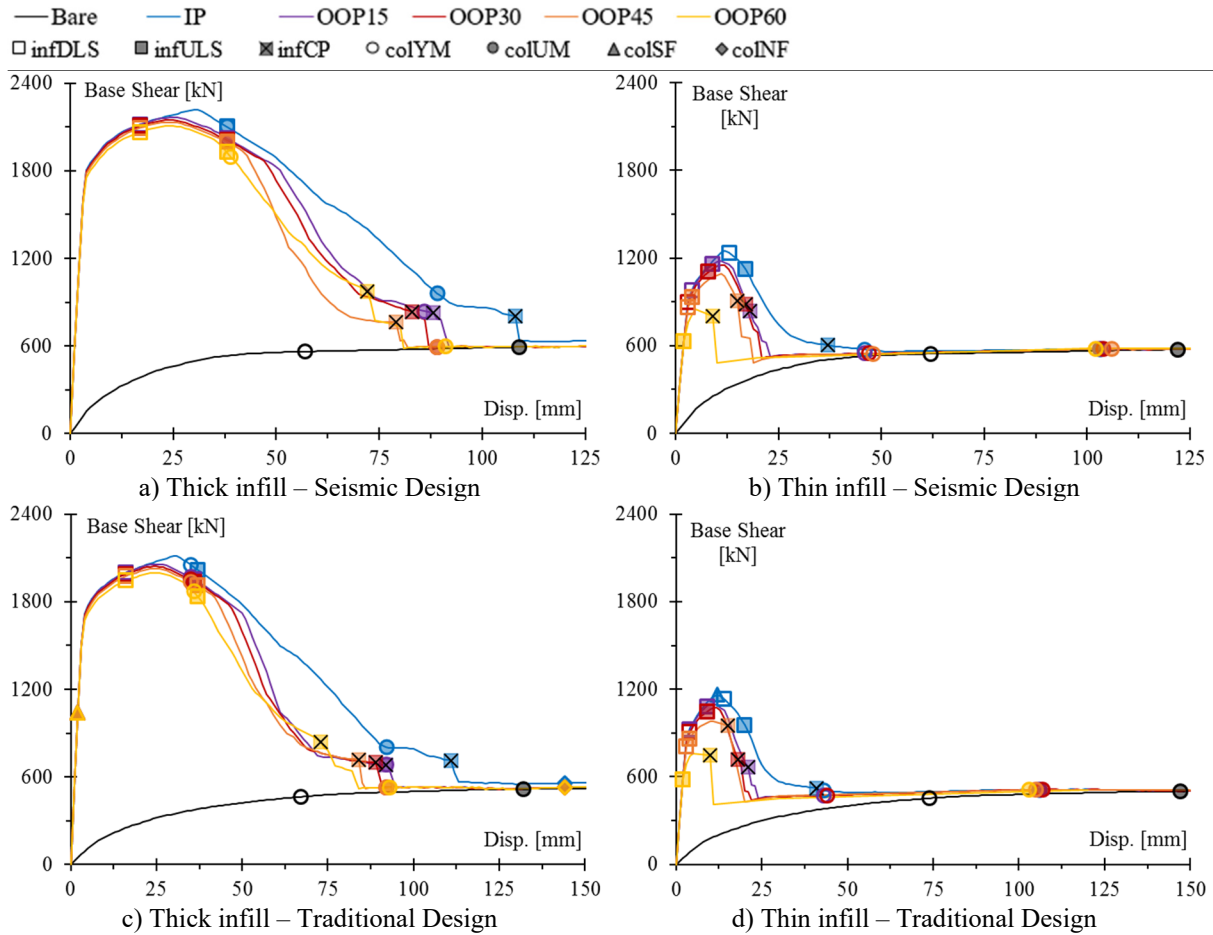 Bare IP OOP15 OOP30 OOP45 OOP60
infDLS infULS infCP colYM colUM colSF colNF
2400
1800
1200
600
0
Base Shear [kN]
Disp. [mm]
0 25 50 75 100 125
a) Thick infill – Seismic Design
2400
1800
1200
600
0
Base Shear
[kN]
Disp. [mm]
0 25 50 75 100 125
b) Thin infill – Seismic Design
2400
1800
1200
600
0
Base Shear [kN]
Disp. [mm]
0 25 50 75 100 125 150
c) Thick infill – Traditional Design
2400
1800
1200
600
0
Base Shear
[kN]
Disp. [mm]
0 25 50 75 100 125 150
d) Thin infill – Traditional Design